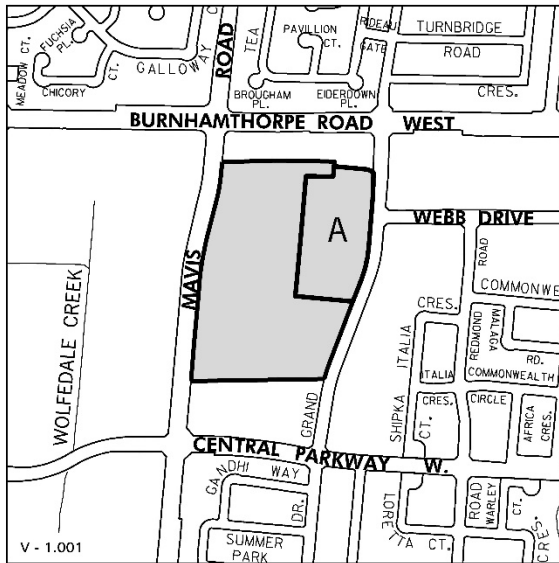 MEADOW CT.
FUCHSIA PL.
CHICORY CT.
GALLOWAY C
ROAD
TEA
PAVILLION CT.
BROUGHAM PL.
EIDERDOWN PL.
RIDEAU GATE
TURNBRIDGE
ROAD
CRES.
BURNHAMTHORPE ROAD WEST
A
WEBB DRIVE
MAVIS
WOLFEDALE CREEK
ROAD
COMMONWE
CRES.
REDMOND
MALAGA
RD.
SHIPKA CT.
ITALIA
ITALIA
CRES.
COMMONWEALTH
CIRCLE
AFRICA CRES.
GRAND
CENTRAL PARKWAY W.
GANDHI WAY
DR.
SUMMER
PARK
LORELLA CT.
ROAD
WARLEY CT.
CRES.
V - 1.001